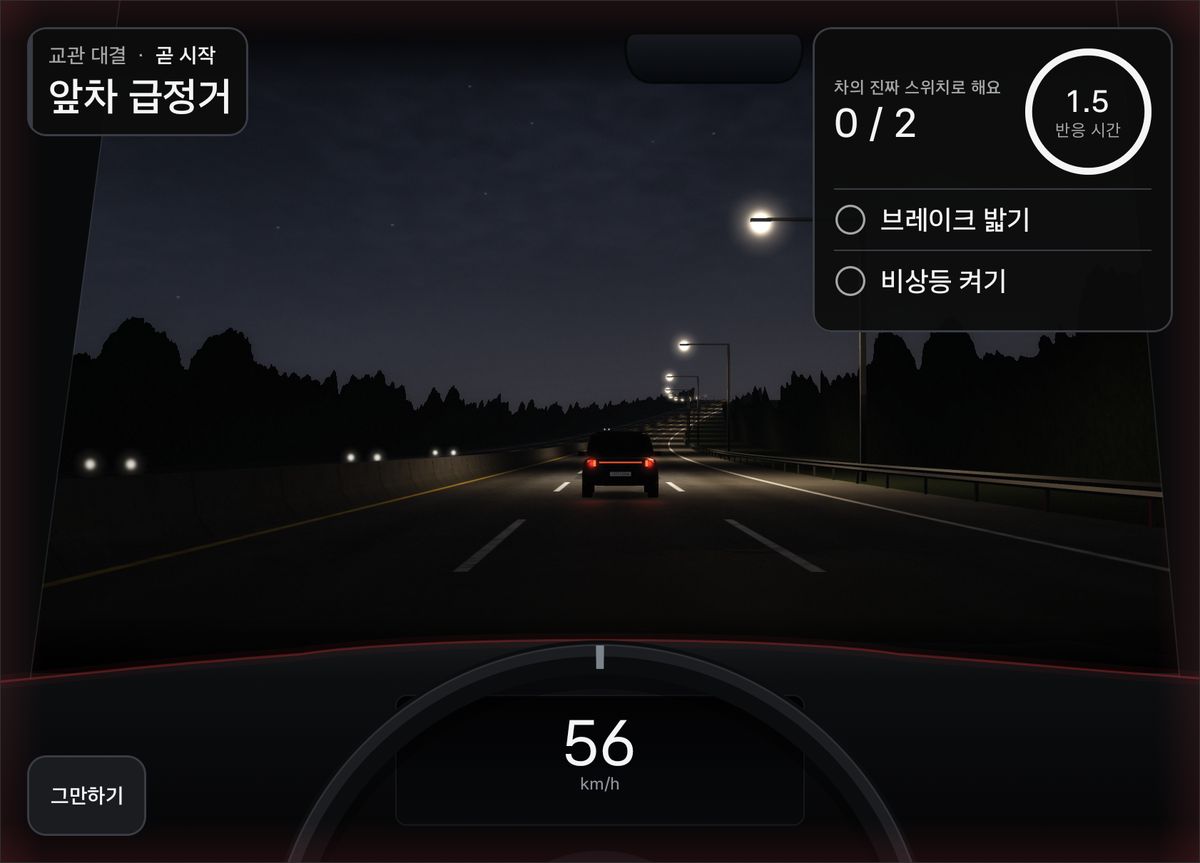 교관 대결 · 곧 시작
앞차 급정거
차의 진짜 스위치로 해요
0 / 2
1.5
반응 시간
브레이크 밟기
비상등 켜기
56
km/h
그만하기